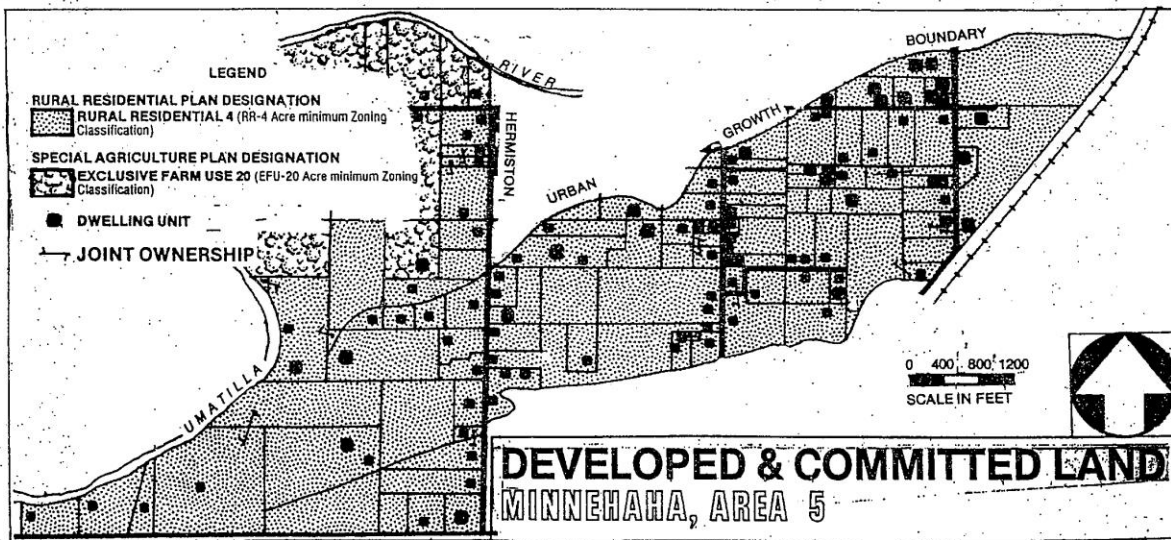 LEGEND
RURAL RESIDENTIAL PLAN DESIGNATION
RURAL RESIDENTIAL 4 (RR-4 Acre minimum Zoning
Classification)
SPECIAL AGRICULTURE PLAN DESIGNATION
EXCLUSIVE FARM USE 20 (EFU-20 Acre minimum Zoning
Classification)
DWELLING UNIT
JOINT OWNERSHIP
RIVER
HERMISTON
URBAN
GROWTH
BOUNDARY
UMATILLA
0 400 800 1200
SCALE IN FEET
DEVELOPED & COMMITTED LAND
MINNEHAHA, AREA 5